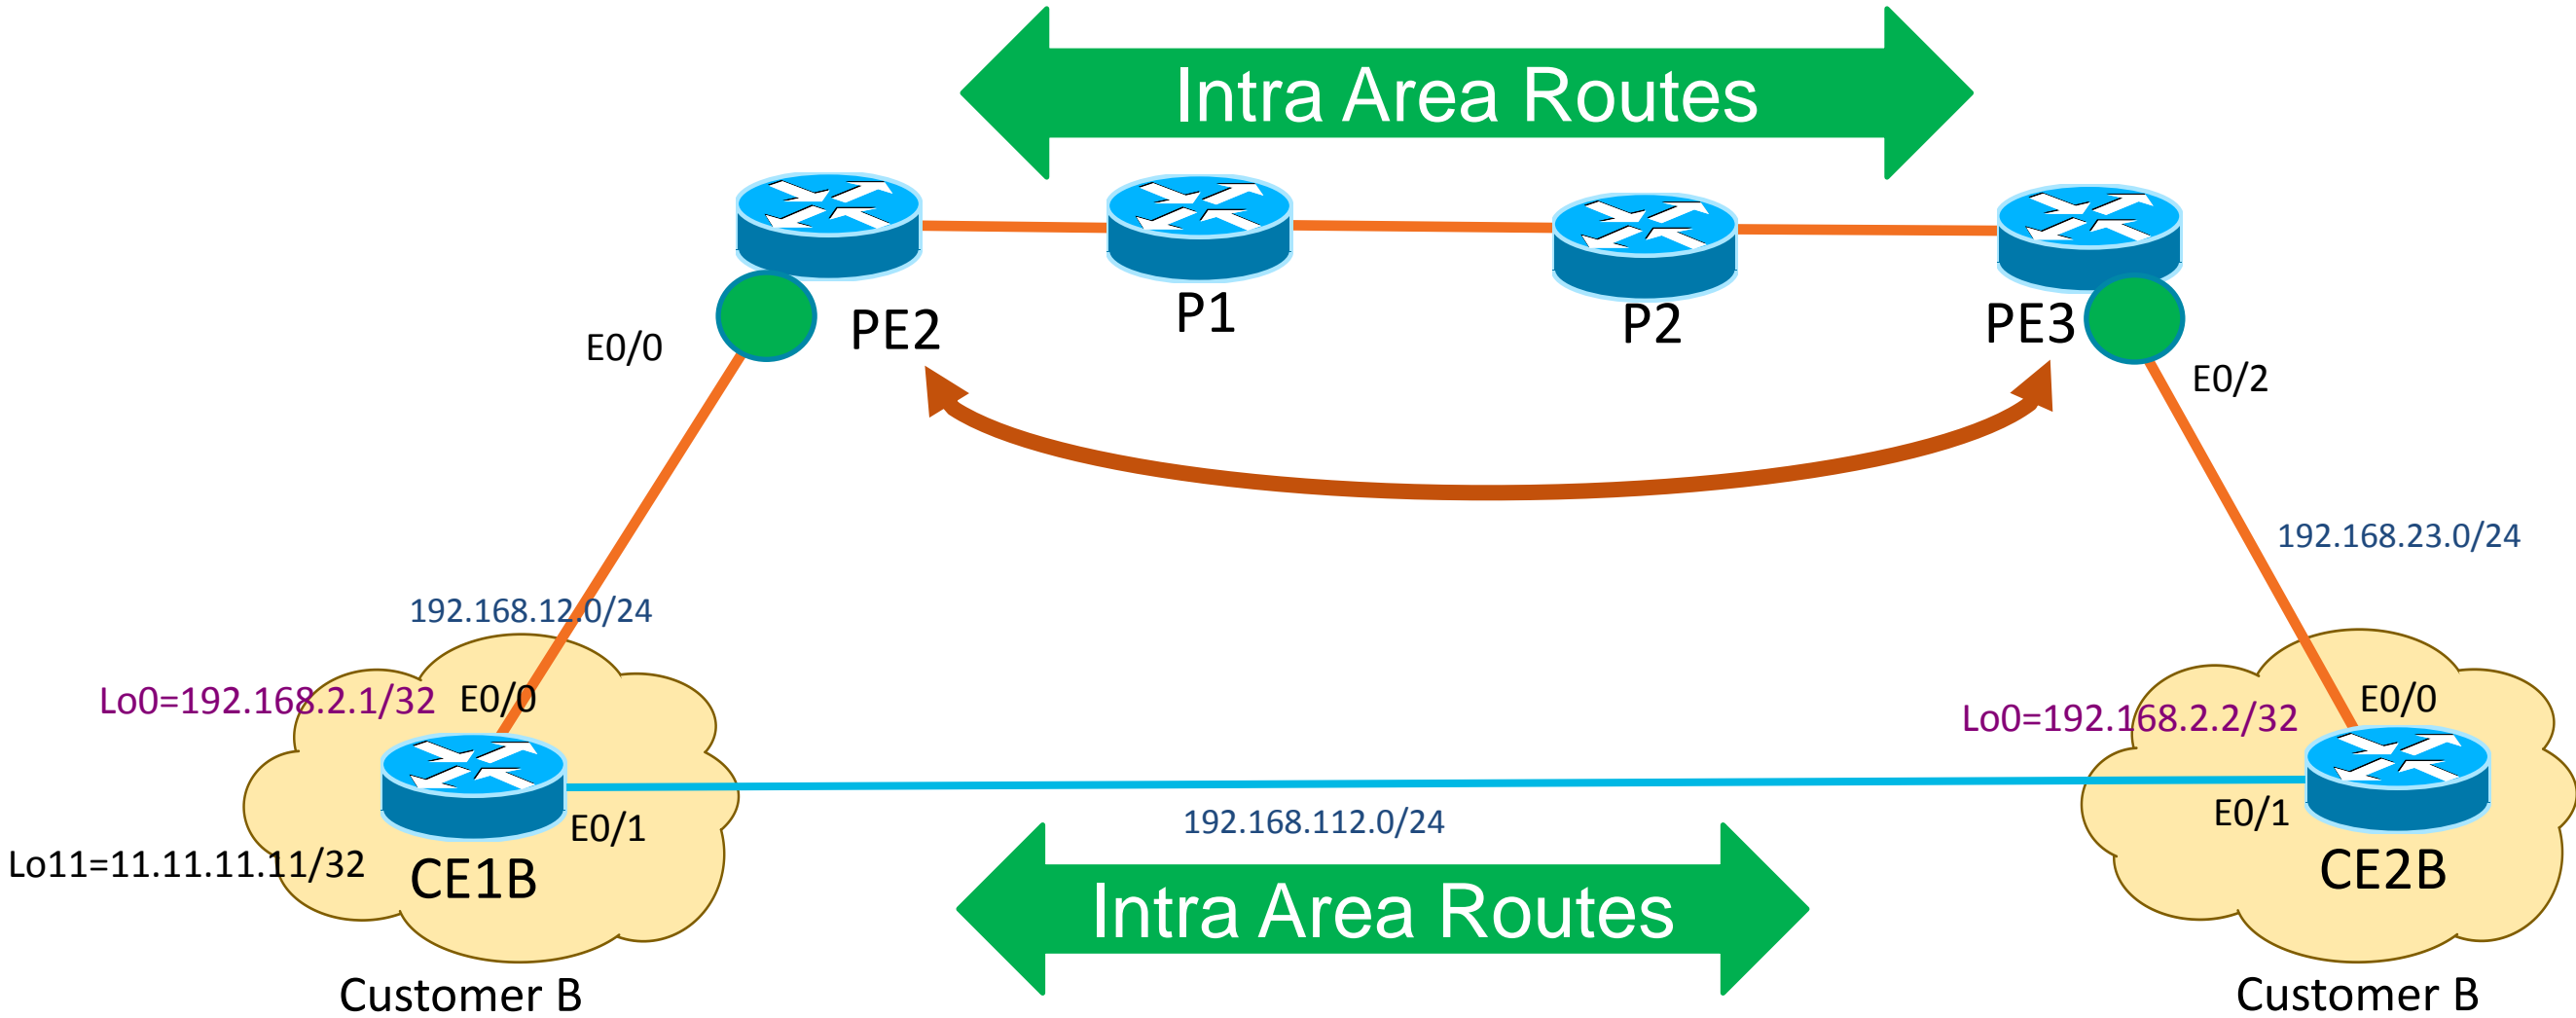 Intra Area Routes
PE2
P1
P2
PE3
E0/0
E0/2
192.168.23.0/24
192.168.12.0/24
Lo0=192.168.2.1/32
E0/0
Lo0=192.168.2.2/32
E0/0
E0/1
192.168.112.0/24
E0/1
Lo11=11.11.11.11/32
CE1B
CE2B
Intra Area Routes
Customer B
Customer B